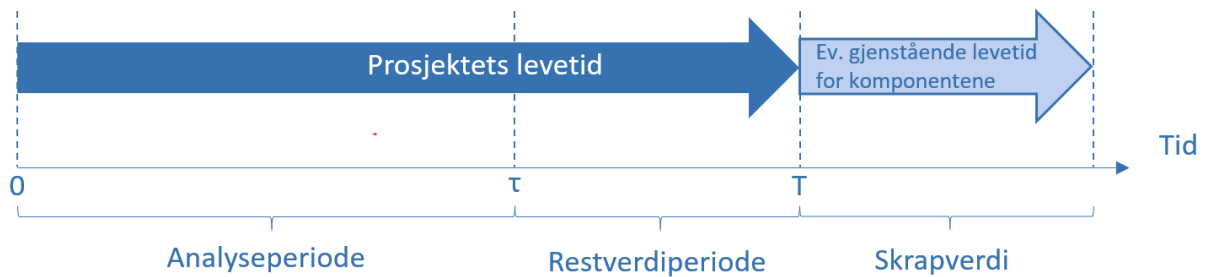 Prosjektets levetid
Ev. gjenstående levetid
for komponentene
Tid
0
τ
T
Analyseperiode
Restverdiperiode
Skrapverdi